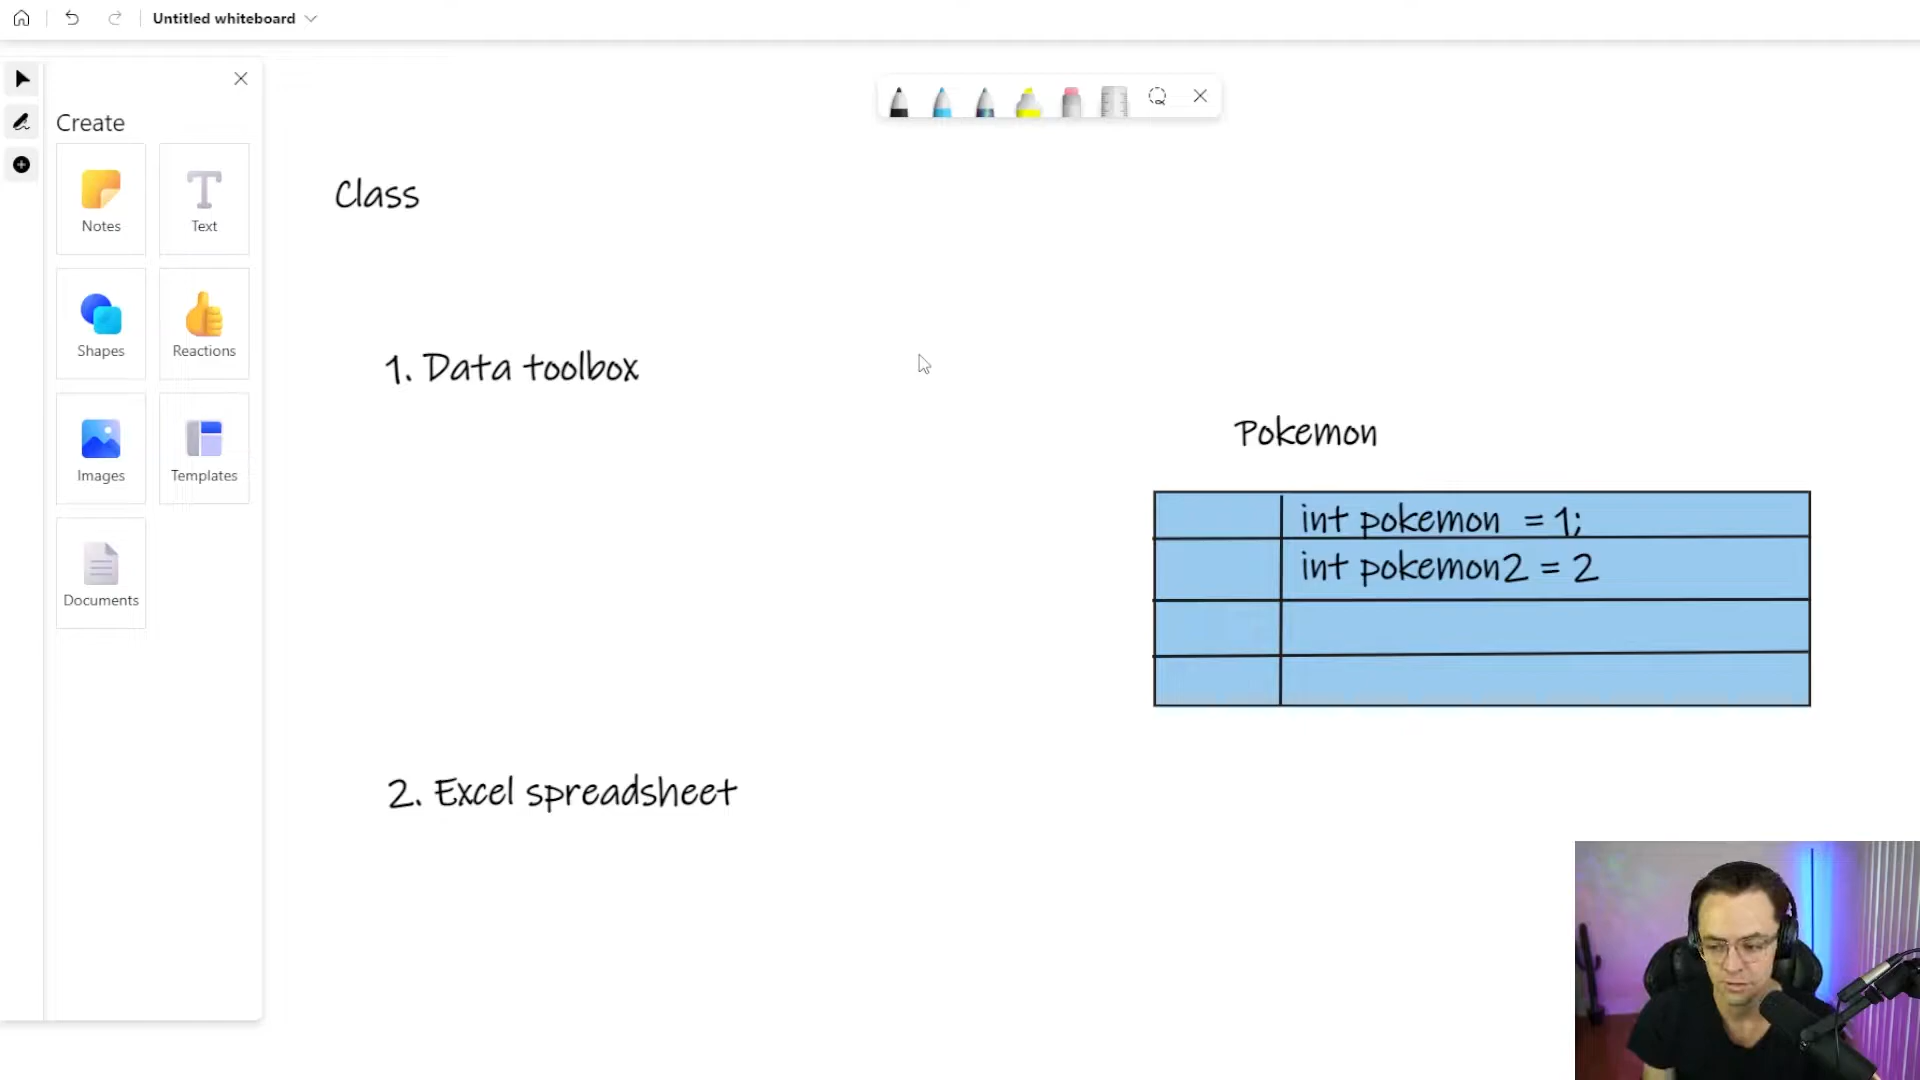 Untitled whiteboard
Create
Notes
Text
Shapes
Reactions
Images
Templates
Documents
Class
1. Data toolbox
Pokemon
int pokemon = 1;
int pokemon2 = 2
2. Excel spreadsheet